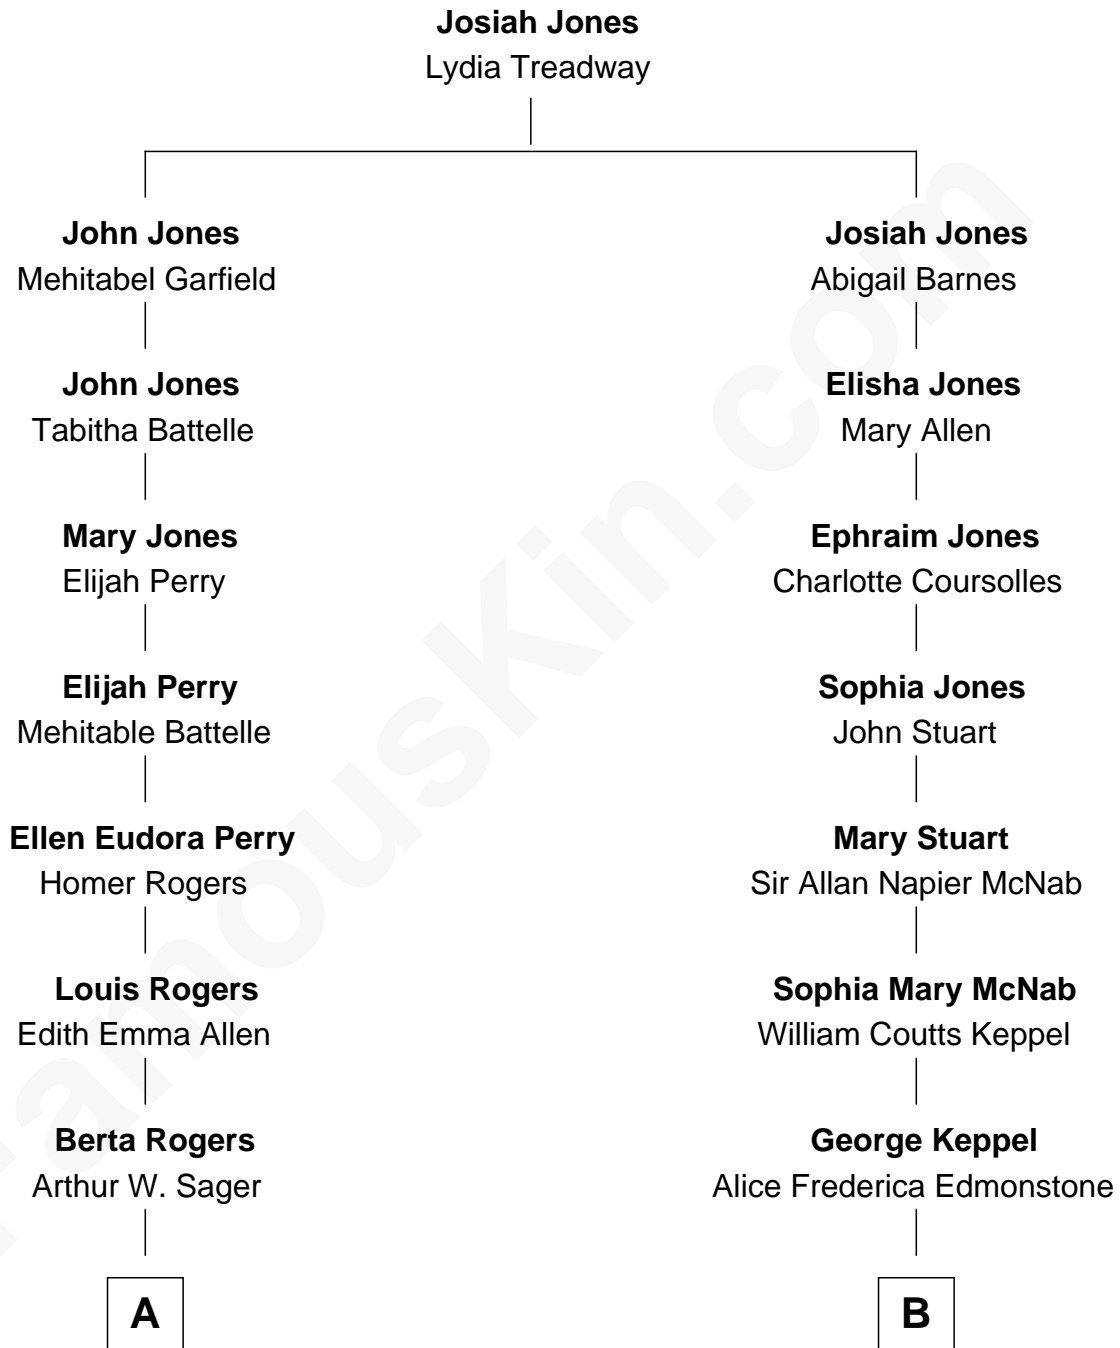 Josiah Jones
Lydia Treadway
John Jones
Mehitabel Garfield
Josiah Jones
Abigail Barnes
John Jones
Tabitha Battelle
Elisha Jones
Mary Allen
Mary Jones
Elijah Perry
Ephraim Jones
Charlotte Coursolles
Elijah Perry
Mehitable Battelle
Sophia Jones
John Stuart
Ellen Eudora Perry
Homer Rogers
Mary Stuart
Sir Allan Napier McNab
Louis Rogers
Edith Emma Allen
Sophia Mary McNab
William Coutts Keppel
Berta Rogers
Arthur W. Sager
George Keppel
Alice Frederica Edmonstone
A
B
FamousKin.com